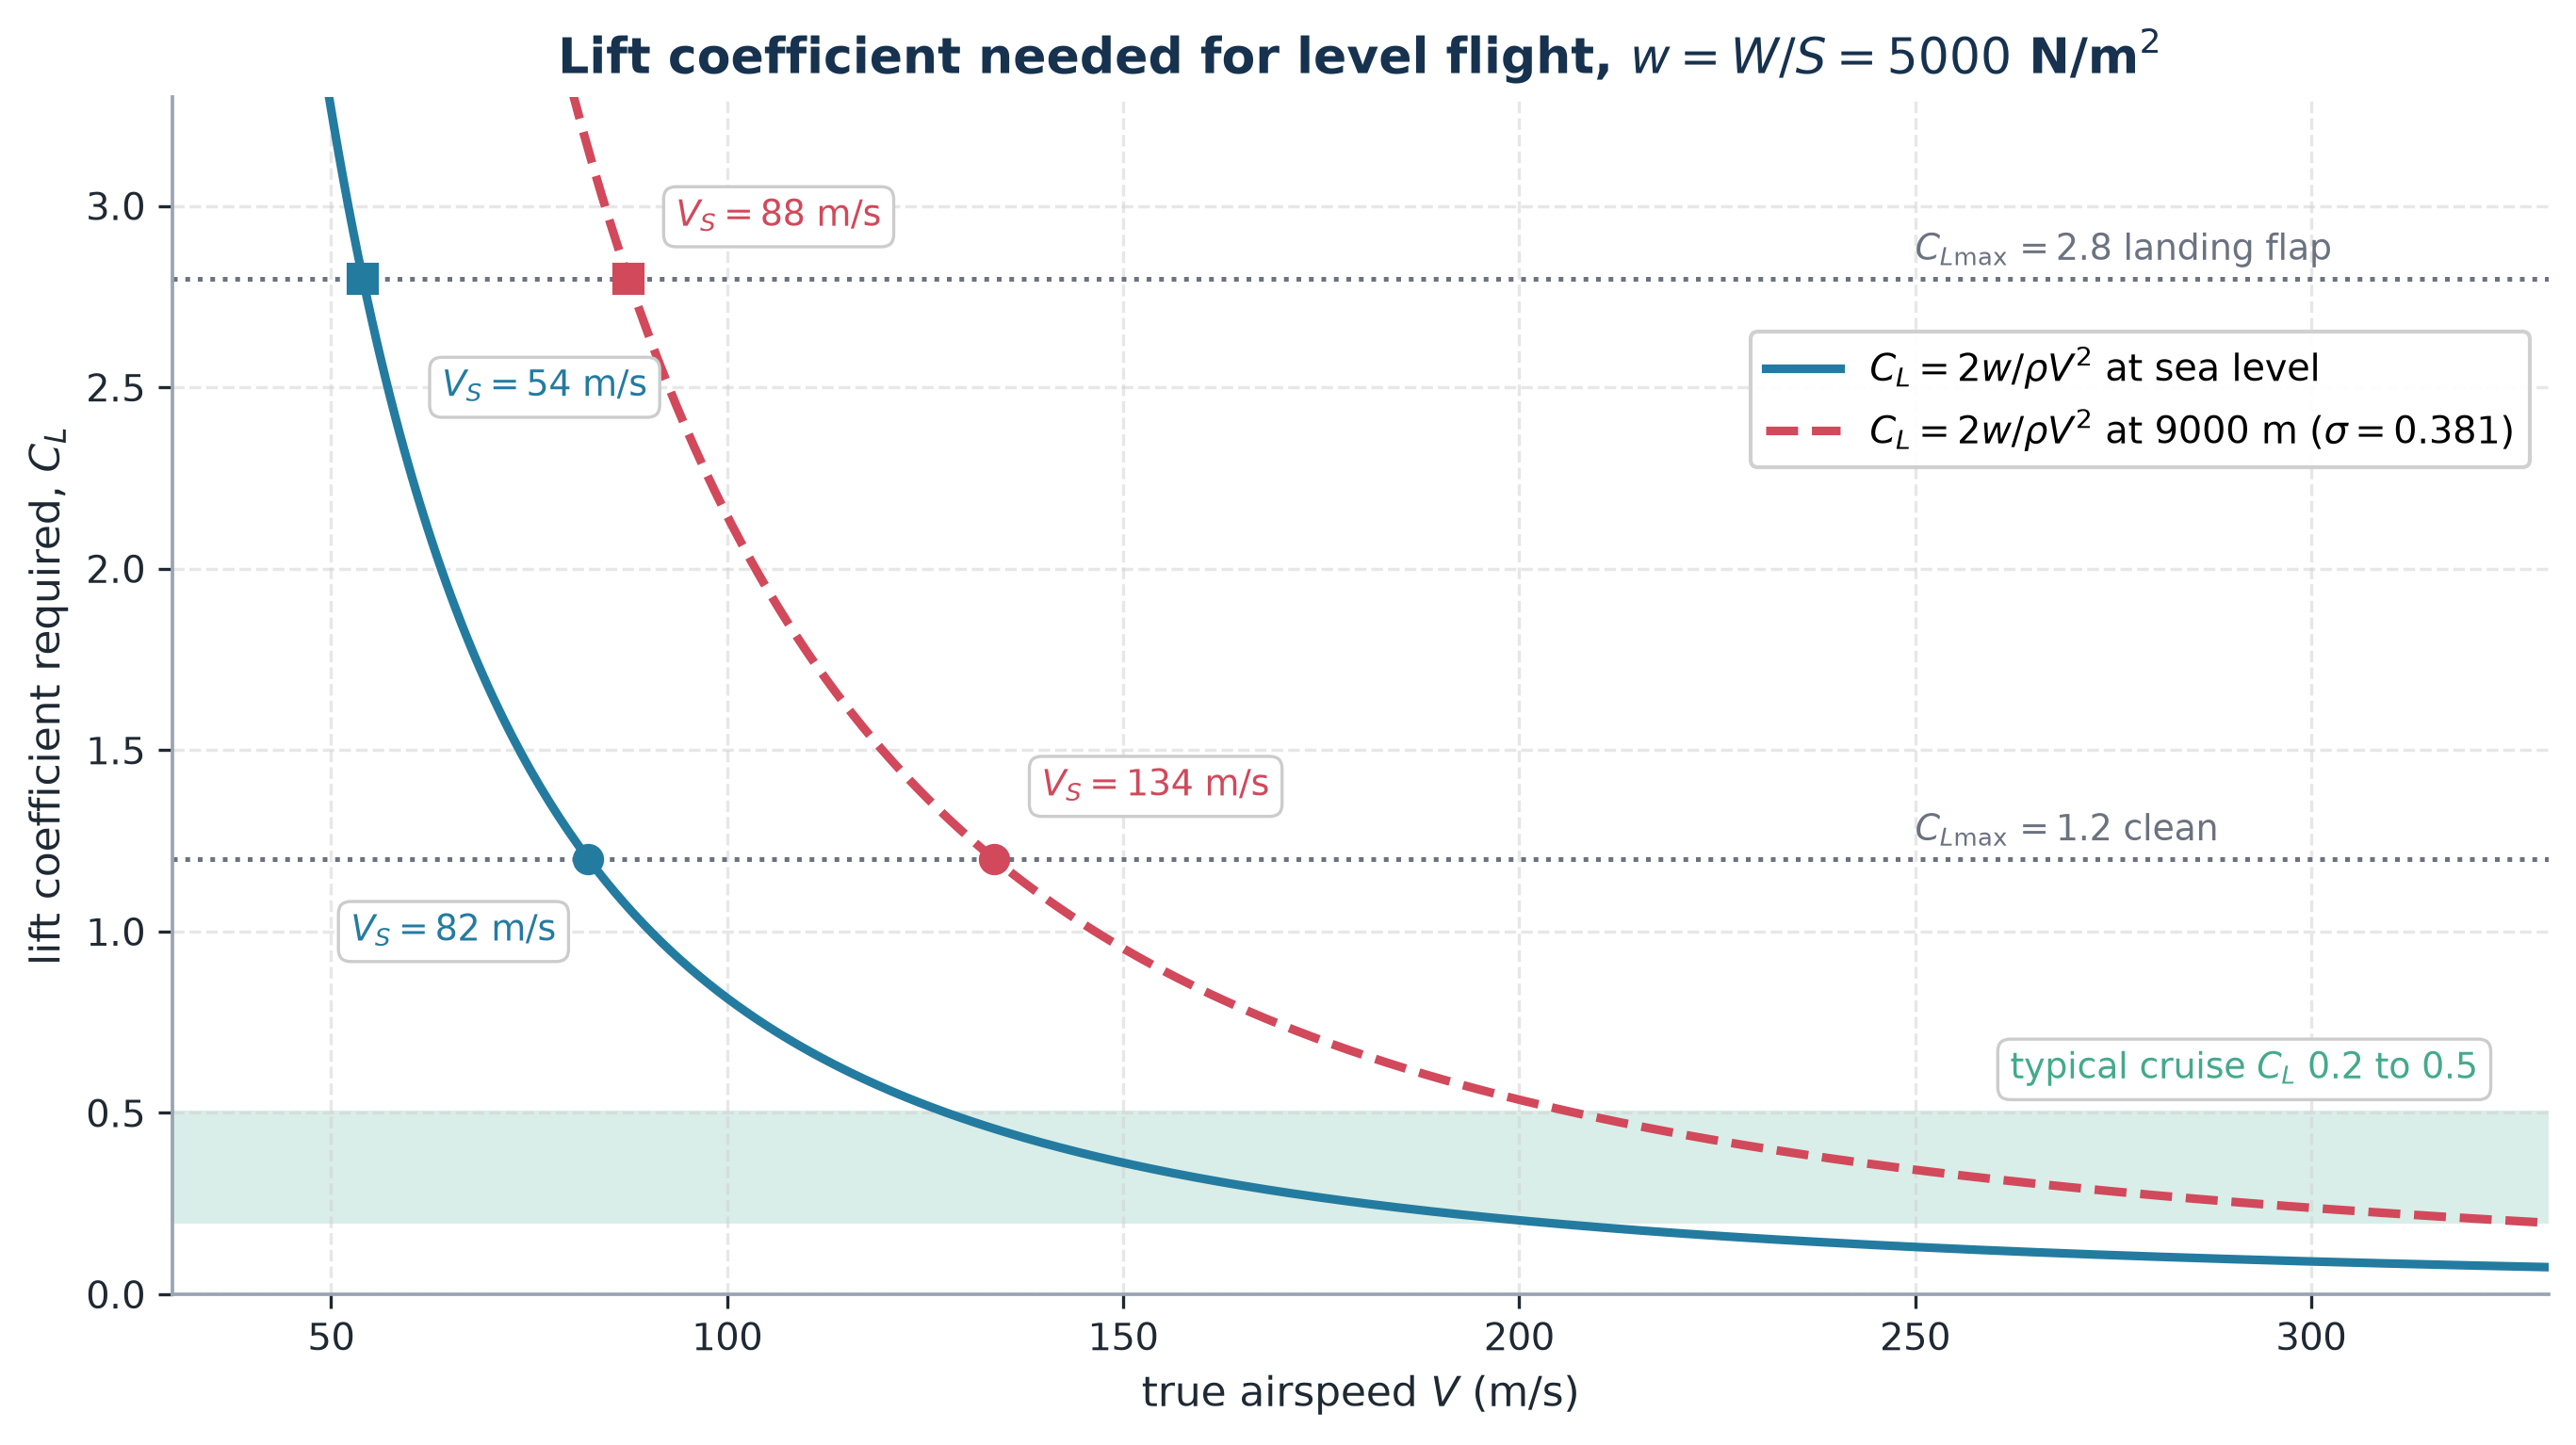 Lift coefficient needed for level flight, w = W/S = 5000 N/m²
lift coefficient required, C_L
3.0
2.5
2.0
1.5
1.0
0.5
0.0
V_S = 88 m/s
C_Lmax = 2.8 landing flap
C_L = 2w/ρV² at sea level
C_L = 2w/ρV² at 9000 m (σ = 0.381)
V_S = 54 m/s
V_S = 134 m/s
C_Lmax = 1.2 clean
V_S = 82 m/s
typical cruise C_L 0.2 to 0.5
50 100 150 200 250 300
true airspeed V (m/s)